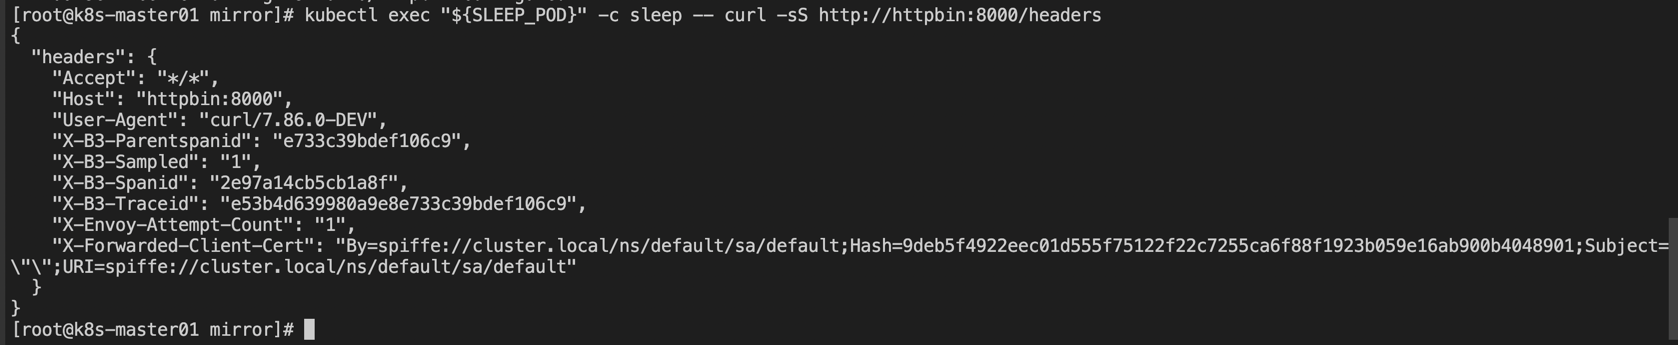 [root@k8s-master01 mirror]# kubectl exec "${SLEEP_POD}" -c sleep -- curl -sS http://httpbin:8000/headers
{
  "headers": {
    "Accept": "*/*",
    "Host": "httpbin:8000",
    "User-Agent": "curl/7.86.0-DEV",
    "X-B3-Parentspanid": "e733c39bdef106c9",
    "X-B3-Sampled": "1",
    "X-B3-Spanid": "2e97a14cb5cb1a8f",
    "X-B3-Traceid": "e53b4d639980a9e8e733c39bdef106c9",
    "X-Envoy-Attempt-Count": "1",
    "X-Forwarded-Client-Cert": "By=spiffe://cluster.local/ns/default/sa/default;Hash=9deb5f4922eec01d555f75122f22c7255ca6f88f1923b059e16ab900b4048901;Subject=
\"\";URI=spiffe://cluster.local/ns/default/sa/default"
  }
}
[root@k8s-master01 mirror]#